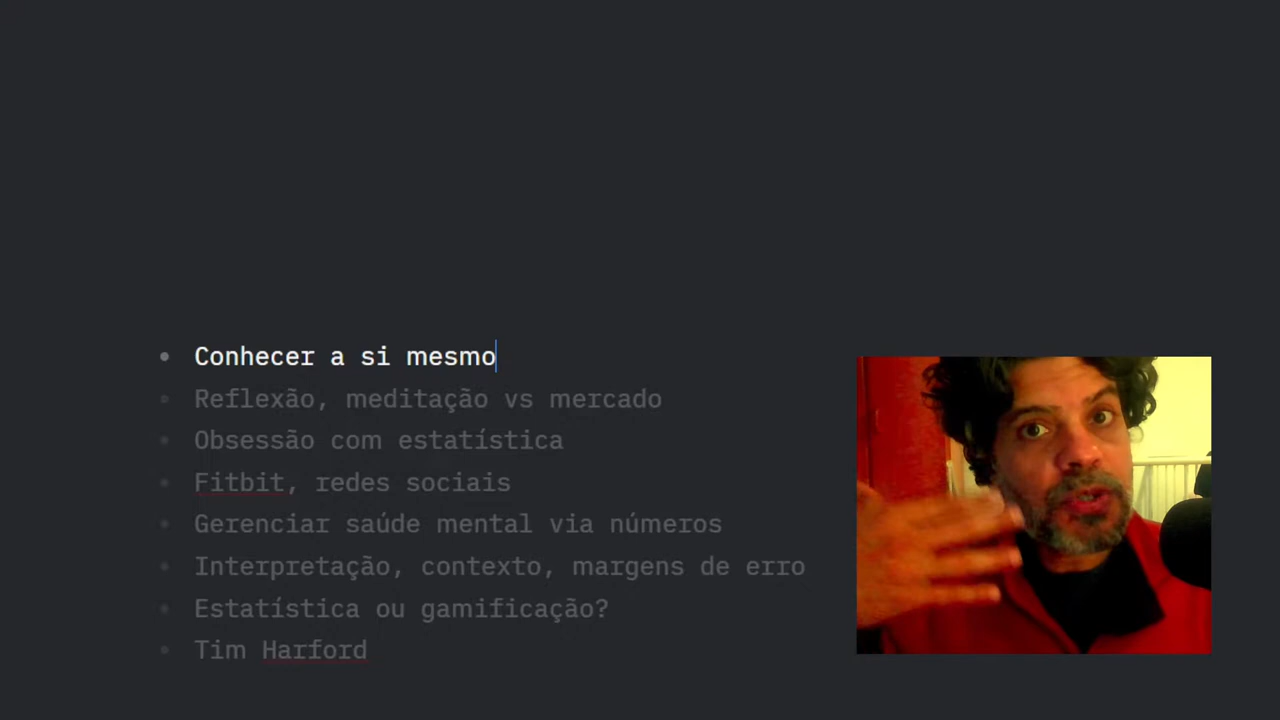 Conhecer a si mesmo
Reflexão, meditação vs mercado
Obsessão com estatística
Fitbit, redes sociais
Gerenciar saúde mental via números
Interpretação, contexto, margens de erro
Estatística ou gamificação?
Tim Harford